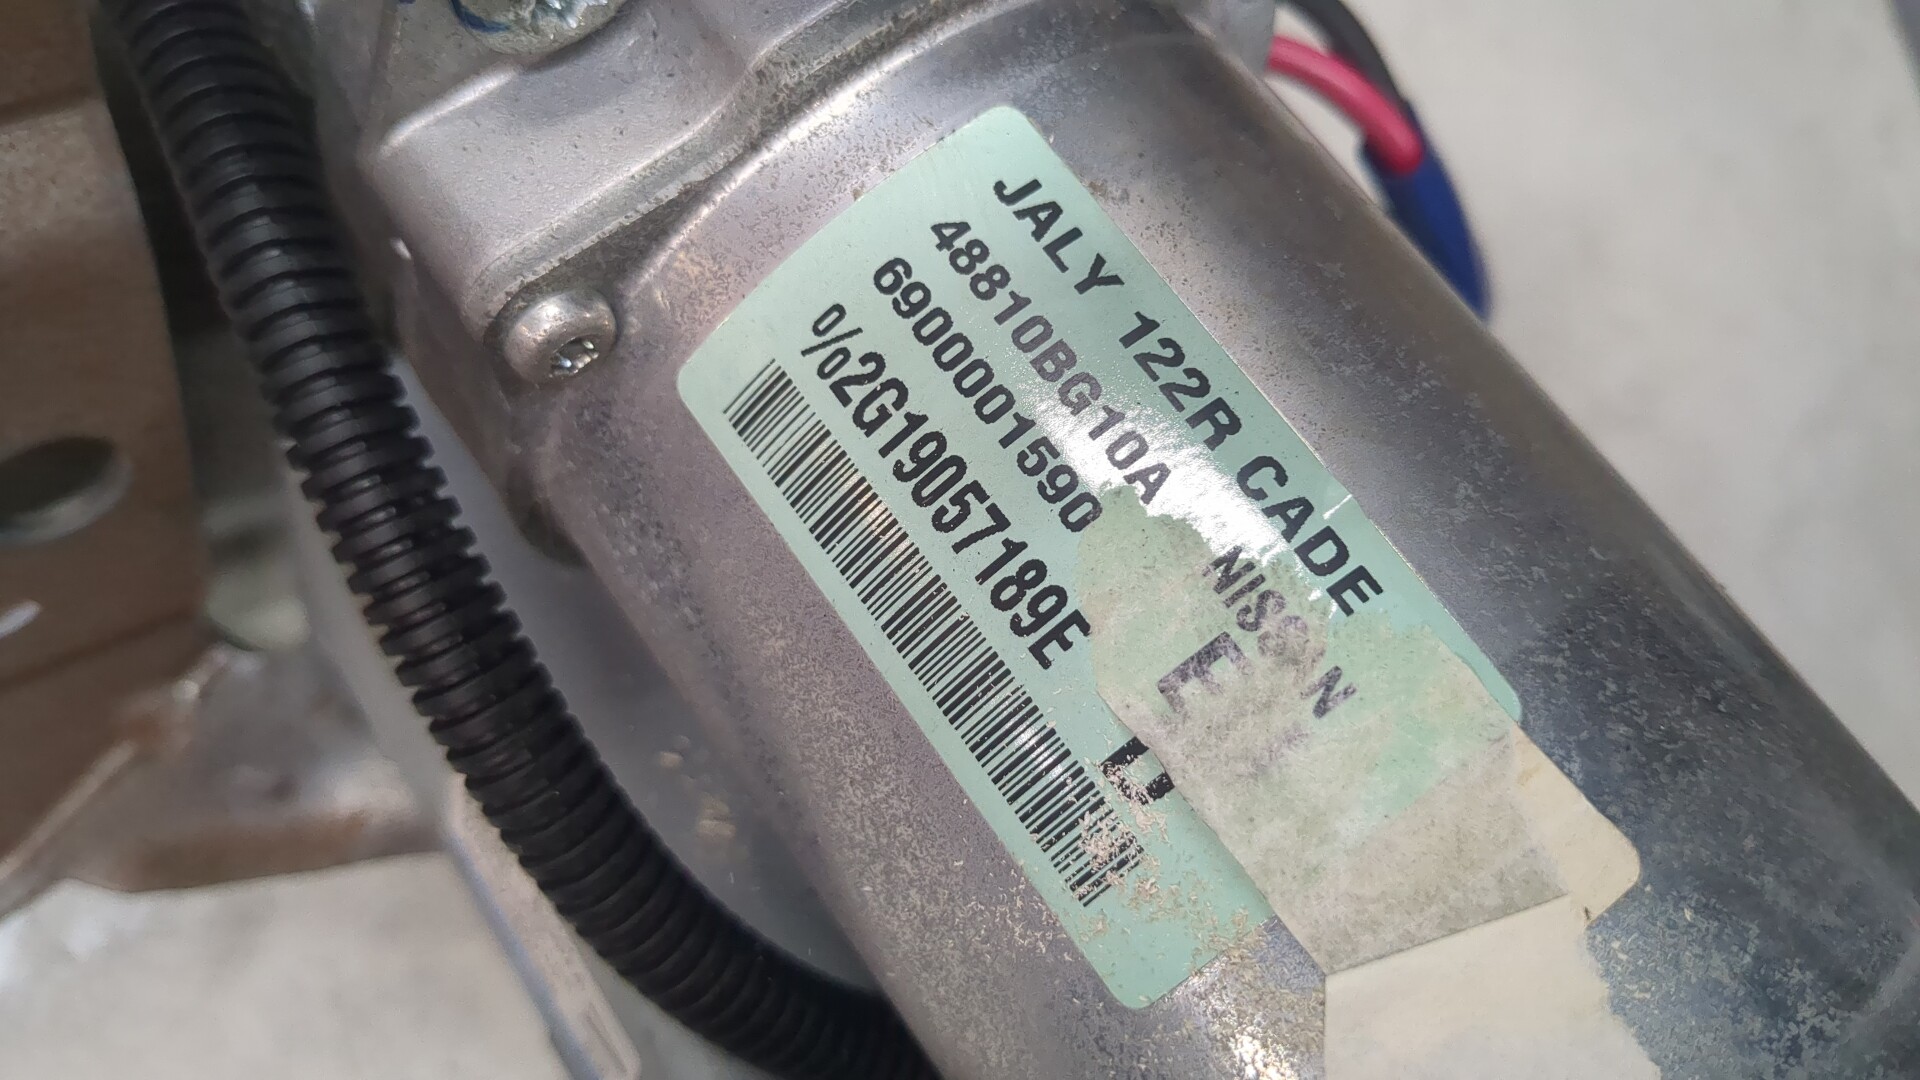 JALY 122R CADE
48810BG10A NISSAN
6900001590 E
%2G19057189E